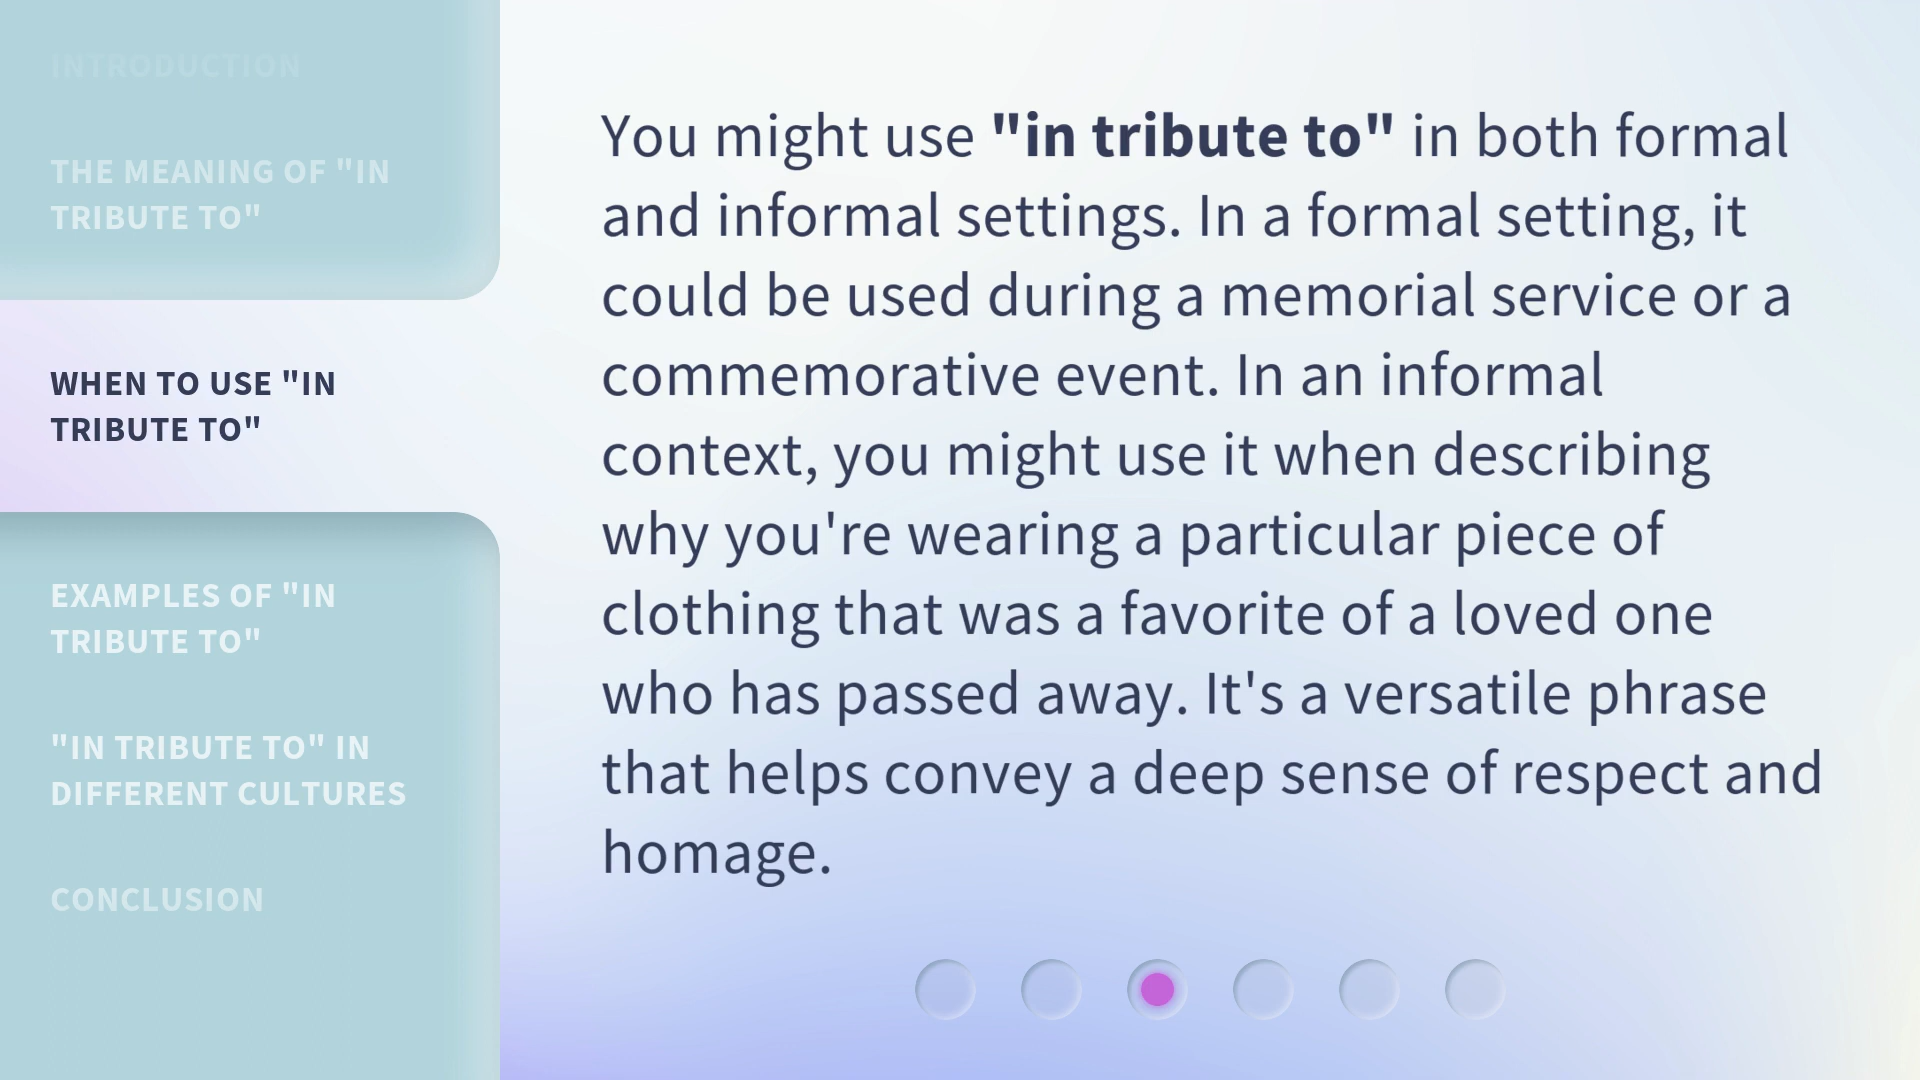 INTRODUCTION
THE MEANING OF "IN
TRIBUTE TO"
WHEN TO USE "IN
TRIBUTE TO"
EXAMPLES OF "IN
TRIBUTE TO"
"IN TRIBUTE TO" IN
DIFFERENT CULTURES
CONCLUSION
You might use "in tribute to" in both formal
and informal settings. In a formal setting, it
could be used during a memorial service or a
commemorative event. In an informal
context, you might use it when describing
why you're wearing a particular piece of
clothing that was a favorite of a loved one
who has passed away. It's a versatile phrase
that helps convey a deep sense of respect and
homage.